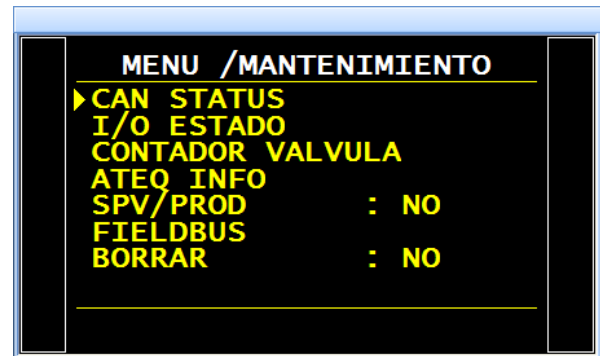 MENU /MANTENIMIENTO
CAN STATUS
I/O ESTADO
CONTADOR VALVULA
ATEQ INFO
SPV/PROD : NO
FIELDBUS
BORRAR : NO